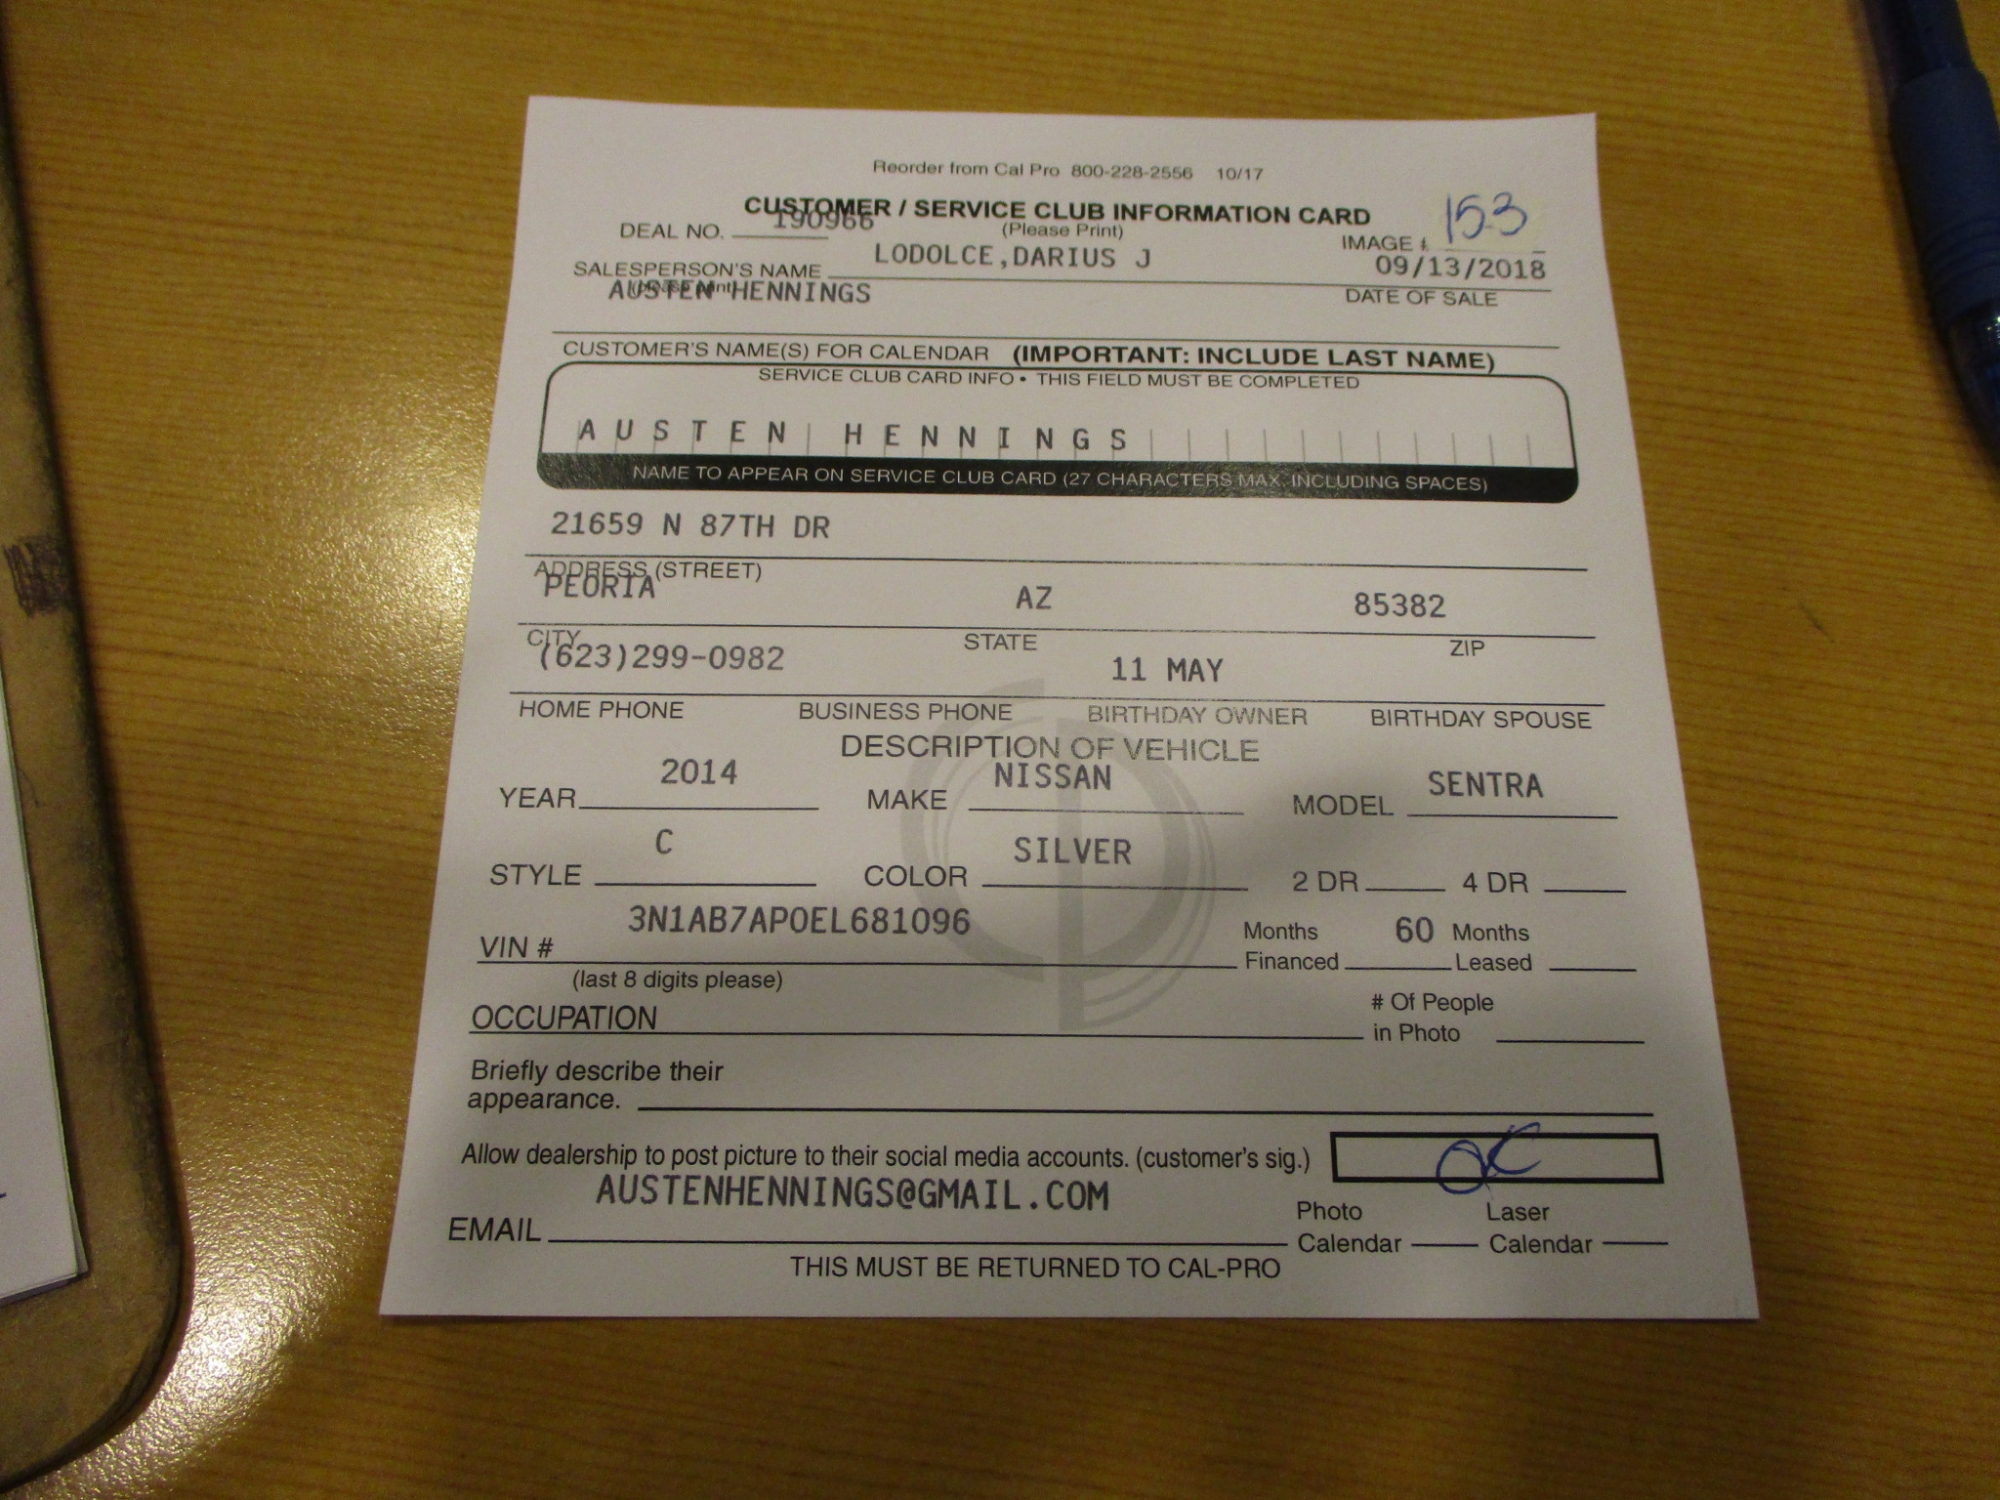 Reorder from Cal Pro 800-228-2556 10/17
CUSTOMER / SERVICE CLUB INFORMATION CARD
153
DEAL NO. 190966 (Please Print) IMAGE #
LODOLCE,DARIUS J 09/13/2018
SALESPERSON'S NAME
(please print) DATE OF SALE
AUSTEN HENNINGS
CUSTOMER'S NAME(S) FOR CALENDAR (IMPORTANT: INCLUDE LAST NAME)
SERVICE CLUB CARD INFO • THIS FIELD MUST BE COMPLETED
AUSTEN HENNINGS
NAME TO APPEAR ON SERVICE CLUB CARD (27 CHARACTERS MAX. INCLUDING SPACES)
21659 N 87TH DR
ADDRESS (STREET)
PEORIA AZ 85382
CITY STATE ZIP
(623)299-0982 11 MAY
HOME PHONE BUSINESS PHONE BIRTHDAY OWNER BIRTHDAY SPOUSE
DESCRIPTION OF VEHICLE
YEAR 2014 MAKE NISSAN MODEL SENTRA
STYLE C COLOR SILVER 2 DR 4 DR
VIN # 3N1AB7AP0EL681096 Months Financed 60 Months Leased
(last 8 digits please)
OCCUPATION # Of People in Photo
Briefly describe their
appearance.
Allow dealership to post picture to their social media accounts. (customer's sig.)
AUSTENHENNINGS@GMAIL.COM
EMAIL Photo Calendar Laser Calendar
THIS MUST BE RETURNED TO CAL-PRO